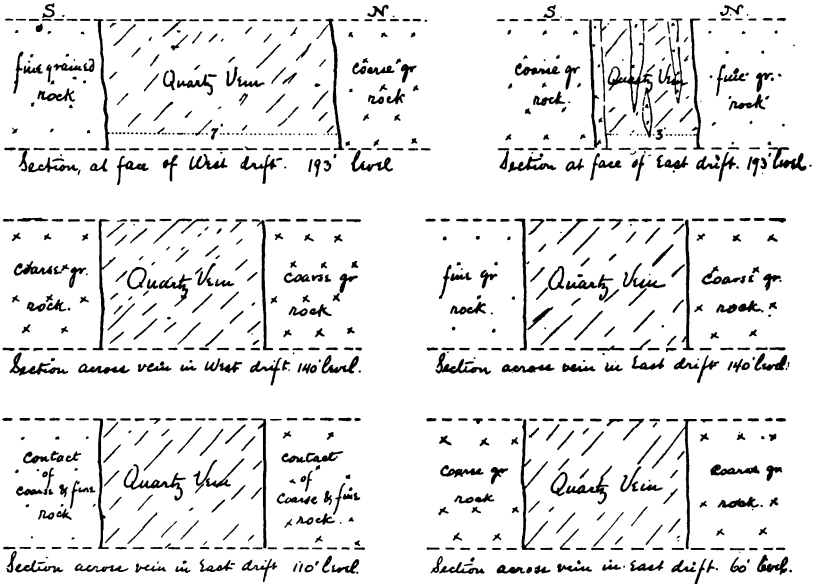 S. N.
fine grained
rock
Quartz Vein
coarse gr
rock
7'
Section, at face of West drift. 193' level
S. N.
coarse gr
rock.
Quartz Vein
fine gr.
rock
3'
Section at face of East drift. 193' level.
coarse gr.
rock.
Quartz Vein
coarse gr
rock
Section across vein in West drift. 140' level.
fine gr
rock.
Quartz Vein
coarse gr.
rock.
Section across vein in East drift 140' level.
contact
of
coarse & fine
rock
Quartz Vein
contact
of
coarse & fine
rock.
Section across vein in East drift 110' level.
coarse gr
rock
Quartz Vein
coarse gr
rock.
Section across vein in East drift. 60' level.